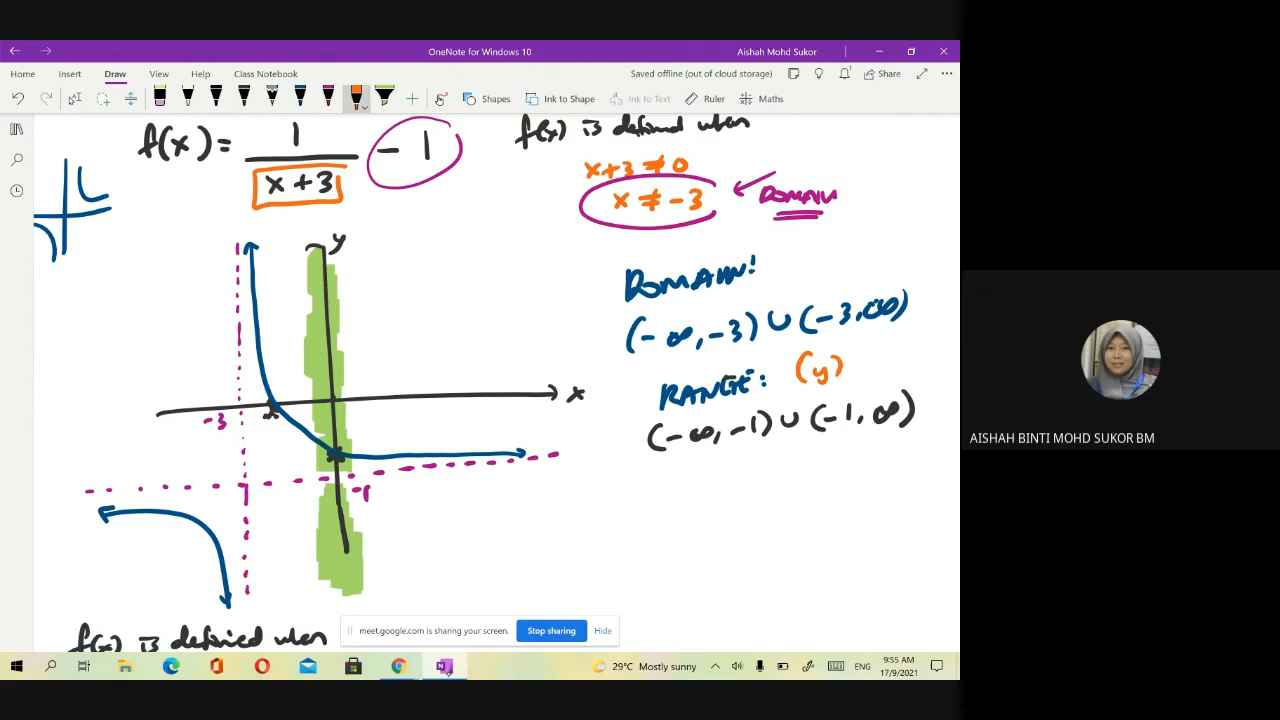 OneNote for Windows 10
Aishah Mohd Sukor
Home Insert Draw View Help Class Notebook
Saved offline (out of cloud storage)
Share
Shapes Ink to Shape Ink to Text Ruler Maths
f(x) = 1 / x + 3 - 1
f(x) is defined when
x + 3 ≠ 0
x ≠ -3
DOMAIN
y
x
-3
-1
DOMAIN:
(-∞, -3) ∪ (-3, ∞)
RANGE: (y)
(-∞, -1) ∪ (-1, ∞)
f(x) is defined when
AISHAH BINTI MOHD SUKOR BM
meet.google.com is sharing your screen. Stop sharing Hide
29°C Mostly sunny
ENG
9:55 AM
17/9/2021